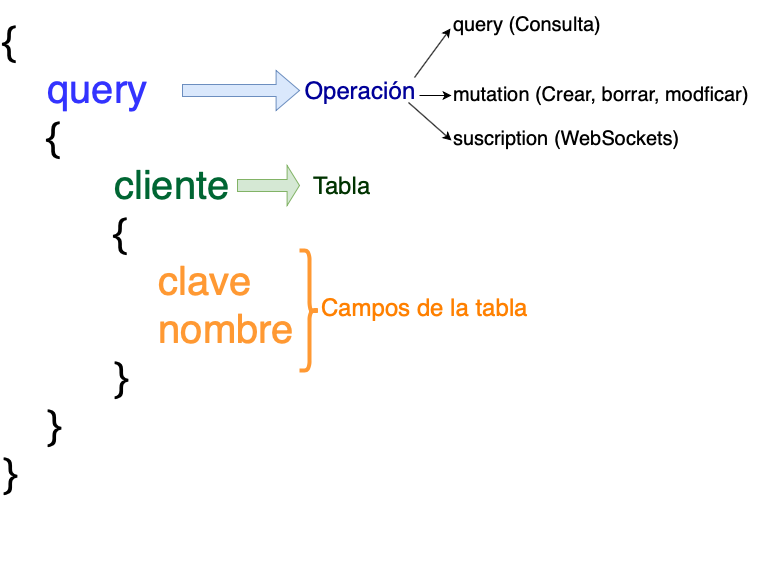 {
query (Consulta)
query
Operación
mutation (Crear, borrar, modficar)
suscription (WebSockets)
{
cliente
Tabla
{
clave
nombre
Campos de la tabla
}
}
}